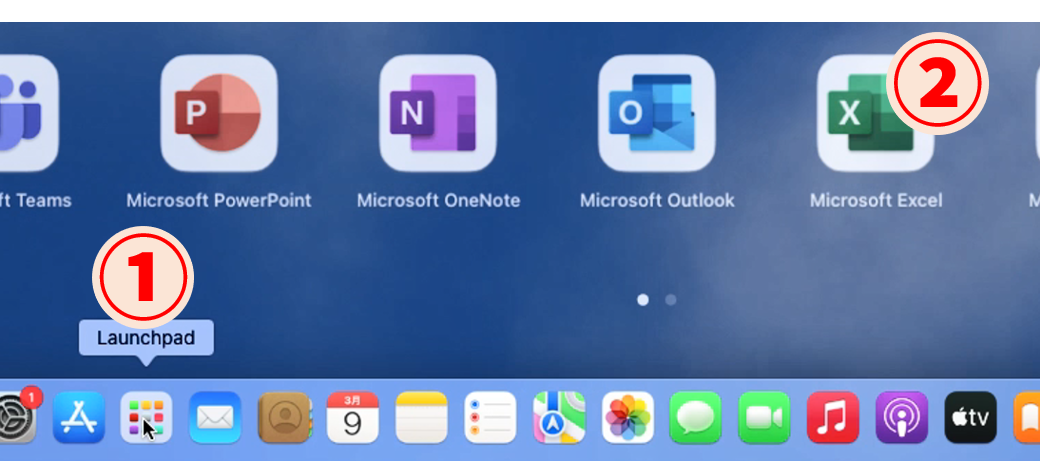 2
P
N
O
X
ft Teams
Microsoft PowerPoint
Microsoft OneNote
Microsoft Outlook
Microsoft Excel
M
1
Launchpad
1
3月
9
tv